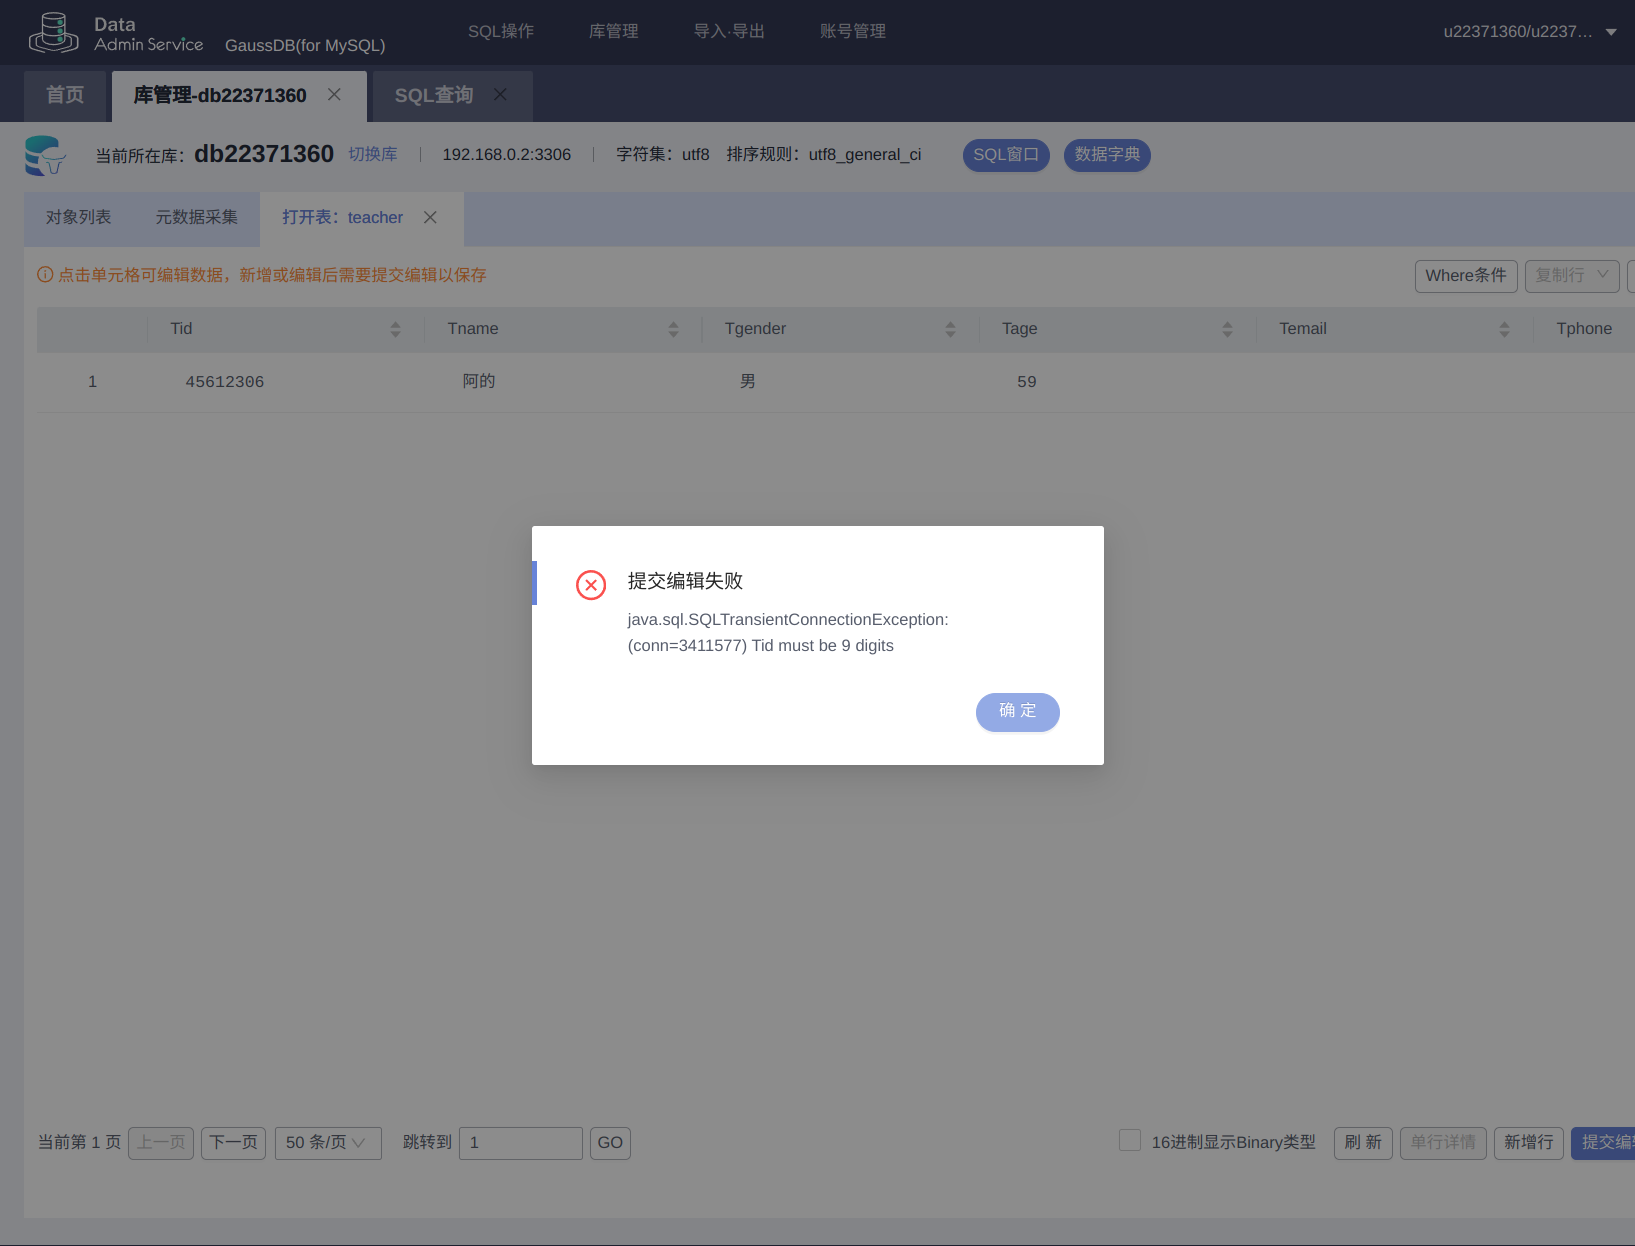 Data
Admin Service GaussDB(for MySQL) SQL操作 库管理 导入·导出 账号管理 u22371360/u2237...
首页 库管理-db22371360 SQL查询
当前所在库: db22371360 切换库 192.168.0.2:3306 字符集: utf8 排序规则: utf8_general_ci SQL窗口 数据字典
对象列表 元数据采集 打开表: teacher
点击单元格可编辑数据，新增或编辑后需要提交编辑以保存 Where条件 复制行
Tid Tname Tgender Tage Temail Tphone
1 45612306 阿的 男 59
提交编辑失败
java.sql.SQLTransientConnectionException:
(conn=3411577) Tid must be 9 digits
确 定
当前第 1 页 上一页 下一页 50 条/页 跳转到 1 GO 16进制显示Binary类型 刷 新 单行详情 新增行 提交编